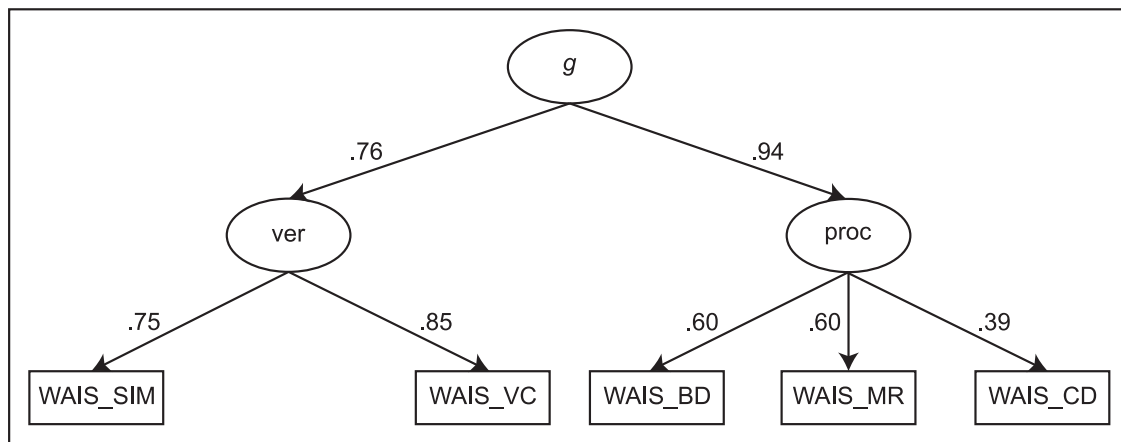 g
.76
.94
ver
proc
.75
.85
.60
.60
.39
WAIS_SIM
WAIS_VC
WAIS_BD
WAIS_MR
WAIS_CD